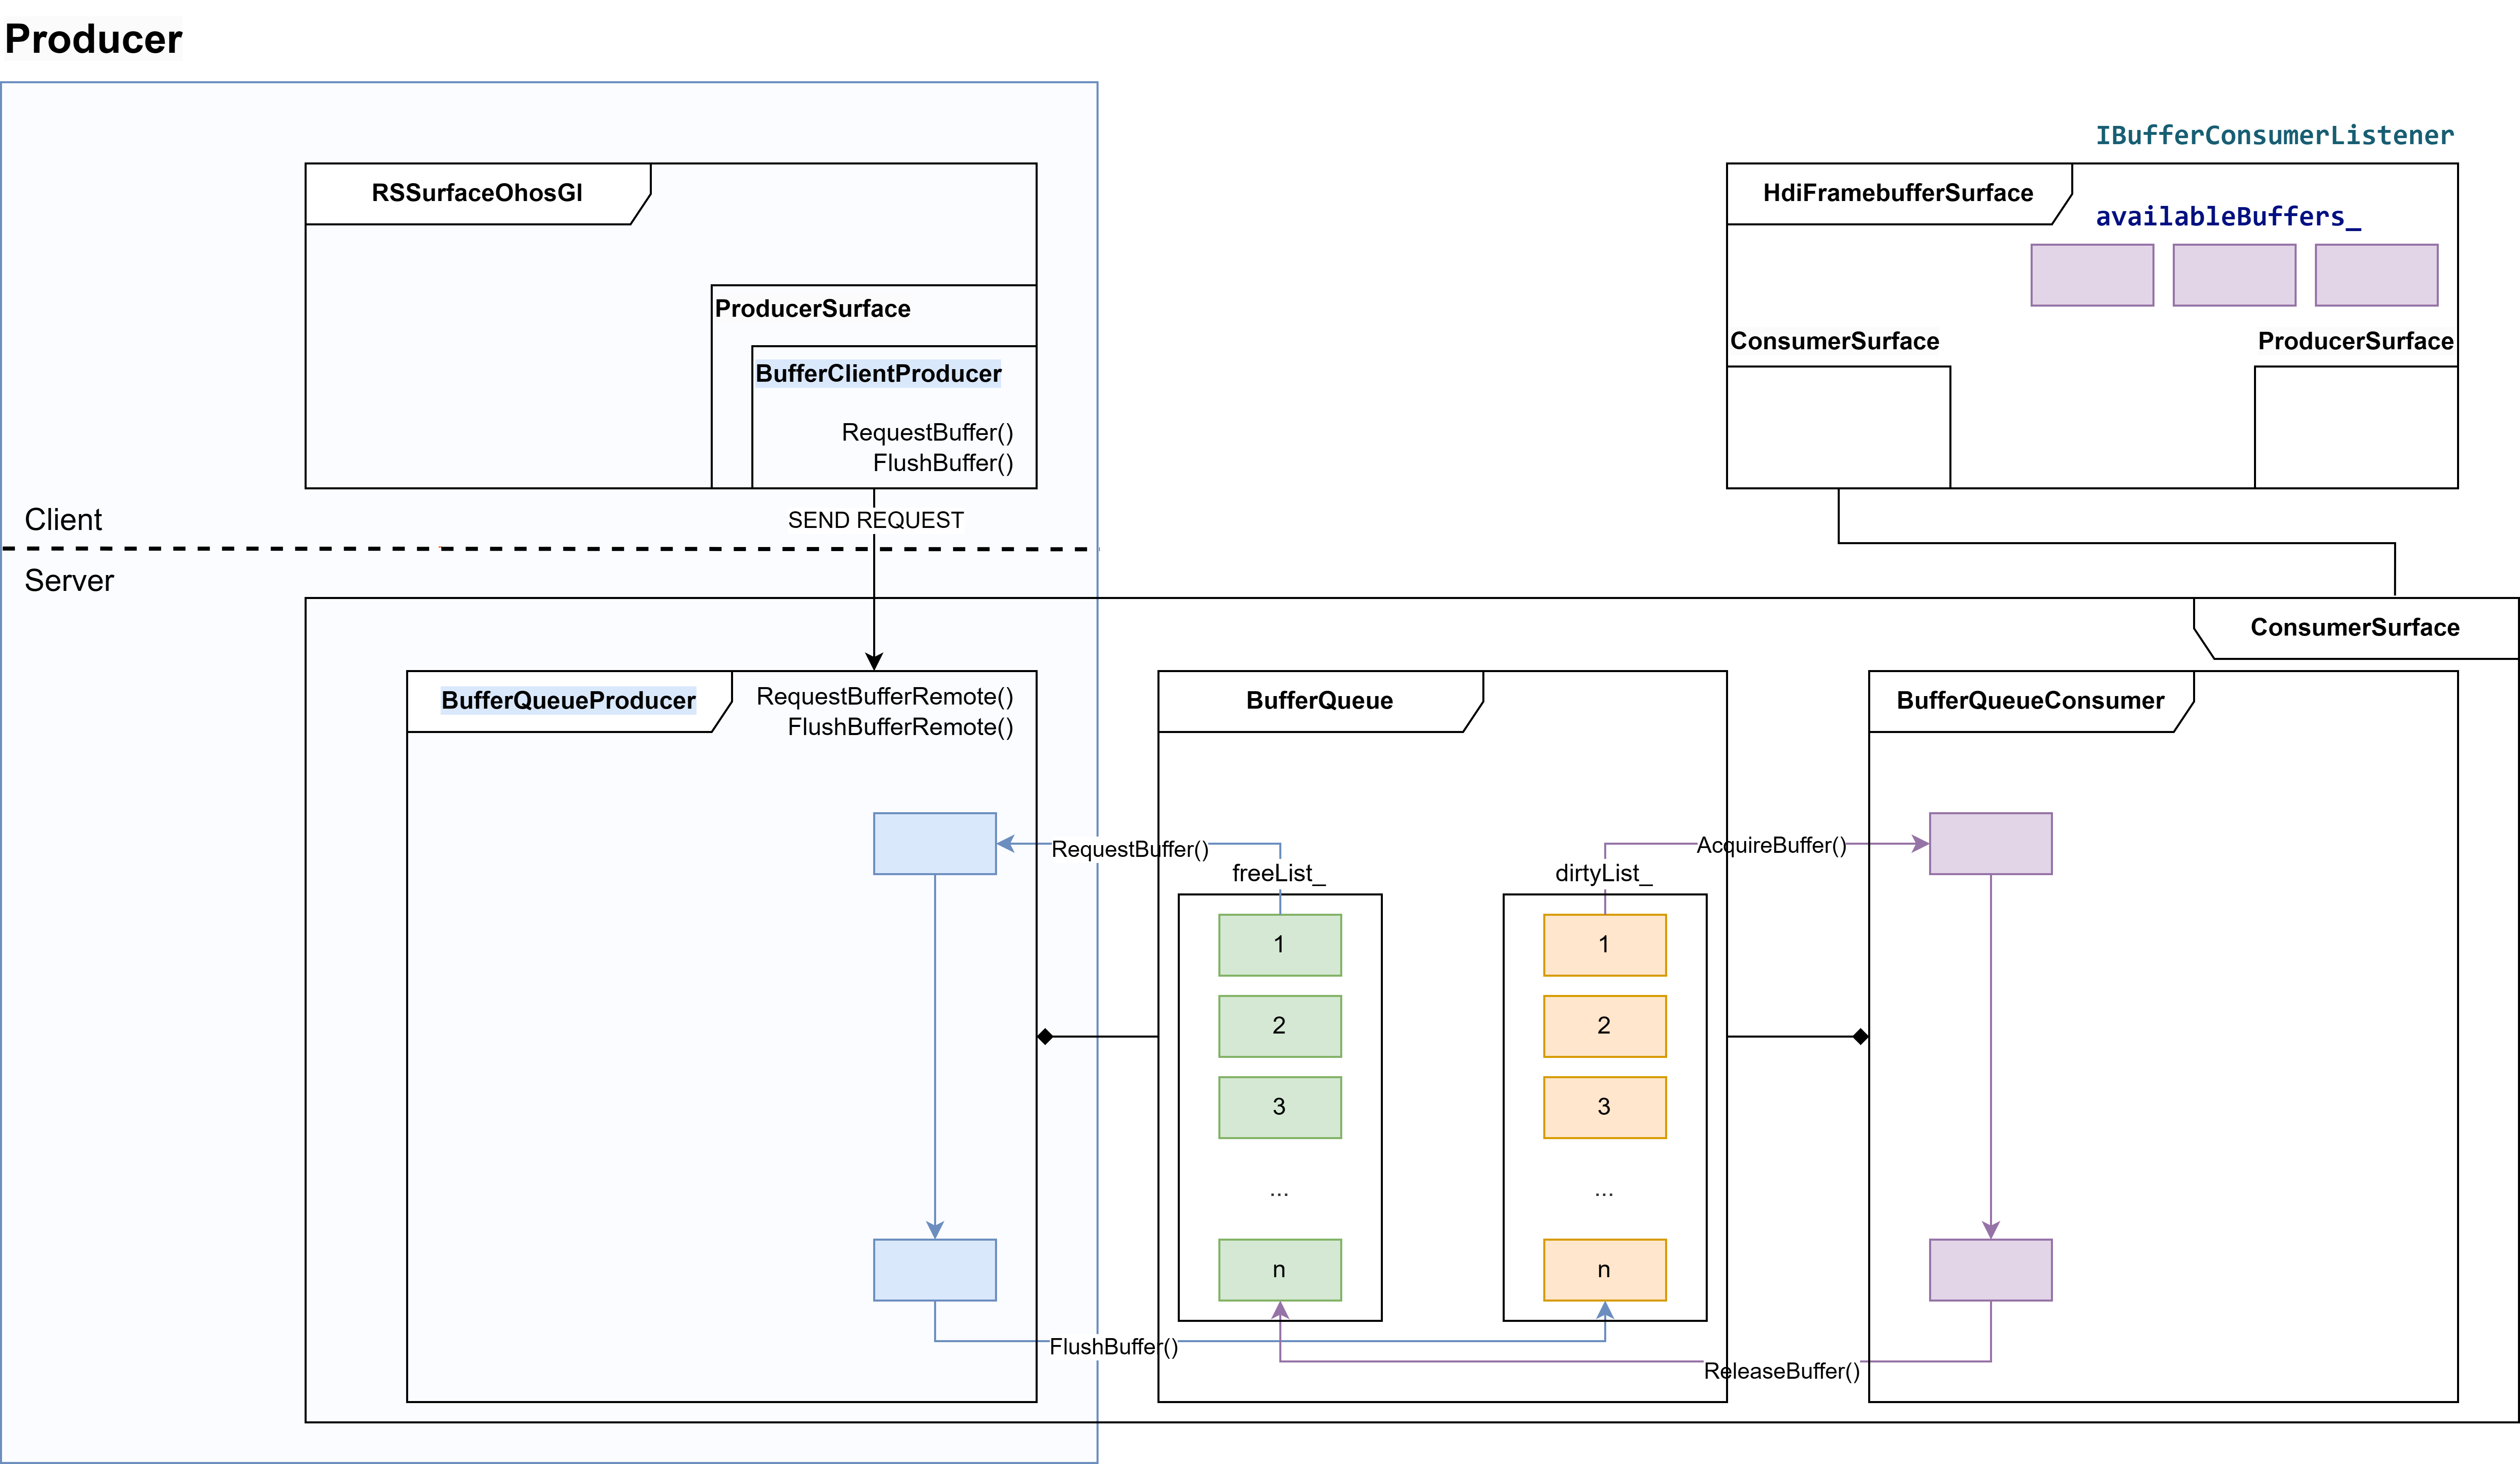 Producer
IBufferConsumerListener
RSSurfaceOhosGl
HdiFramebufferSurface
availableBuffers_
ProducerSurface
ConsumerSurface
ProducerSurface
BufferClientProducer
RequestBuffer()
FlushBuffer()
Client
SEND REQUEST
Server
ConsumerSurface
BufferQueueProducer
RequestBufferRemote()
FlushBufferRemote()
BufferQueue
BufferQueueConsumer
RequestBuffer()
AcquireBuffer()
freeList_
dirtyList_
1
1
2
2
3
3
...
...
n
n
FlushBuffer()
ReleaseBuffer()